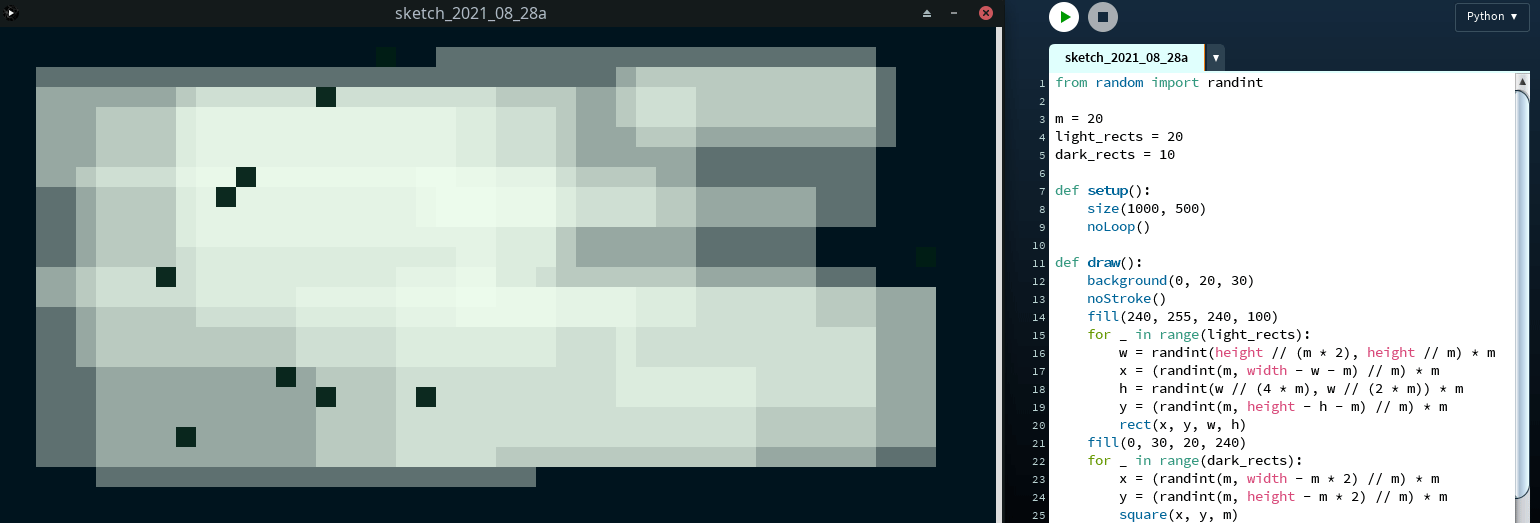 sketch_2021_08_28a
Python ▾
sketch_2021_08_28a
1 from random import randint
2
3 m = 20
4 light_rects = 20
5 dark_rects = 10
6
7 def setup():
8     size(1000, 500)
9     noLoop()
10
11 def draw():
12     background(0, 20, 30)
13     noStroke()
14     fill(240, 255, 240, 100)
15     for _ in range(light_rects):
16         w = randint(height // (m * 2), height // m) * m
17         x = (randint(m, width - w - m) // m) * m
18         h = randint(w // (4 * m), w // (2 * m)) * m
19         y = (randint(m, height - h - m) // m) * m
20         rect(x, y, w, h)
21     fill(0, 30, 20, 240)
22     for _ in range(dark_rects):
23         x = (randint(m, width - m * 2) // m) * m
24         y = (randint(m, height - m * 2) // m) * m
25         square(x, y, m)